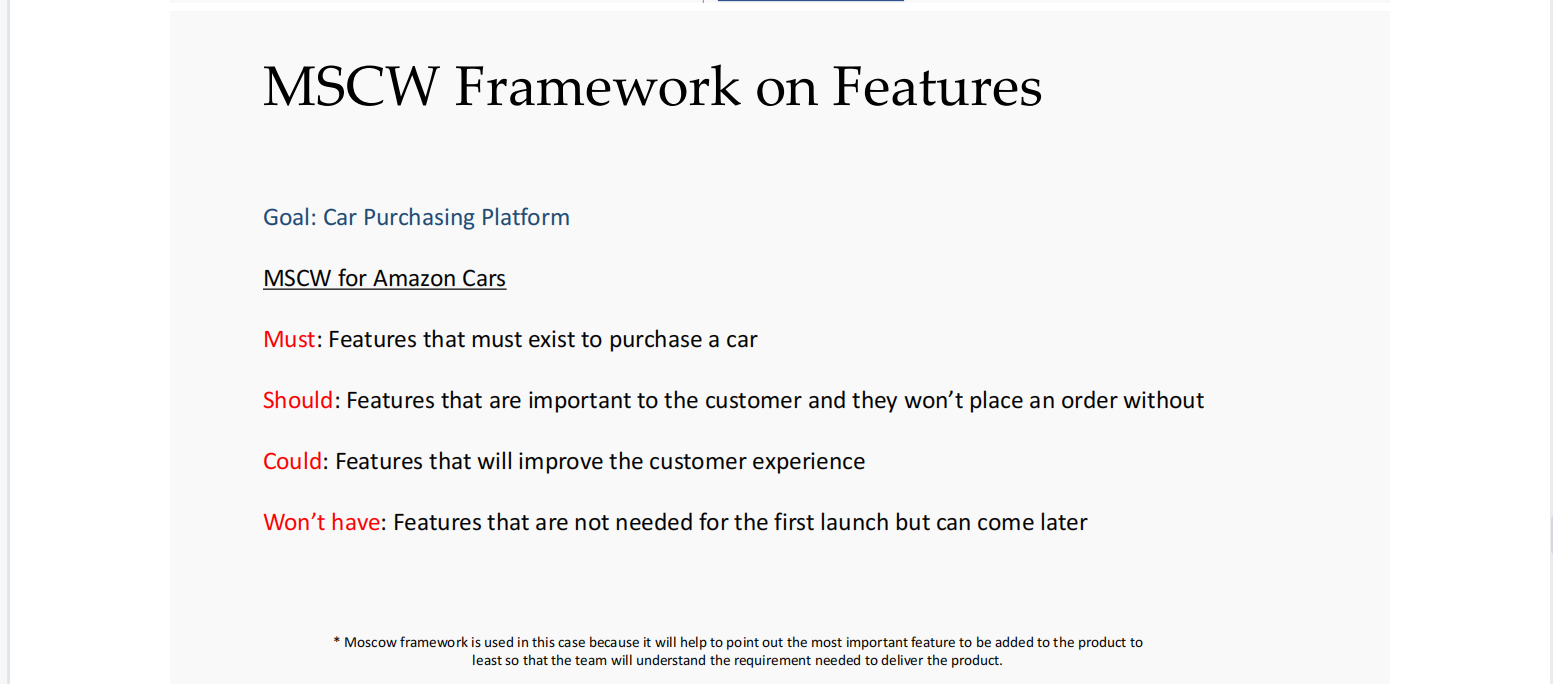 MSCW Framework on Features
Goal: Car Purchasing Platform
MSCW for Amazon Cars
Must: Features that must exist to purchase a car
Should: Features that are important to the customer and they won’t place an order without
Could: Features that will improve the customer experience
Won’t have: Features that are not needed for the first launch but can come later
* Moscow framework is used in this case because it will help to point out the most important feature to be added to the product to
least so that the team will understand the requirement needed to deliver the product.